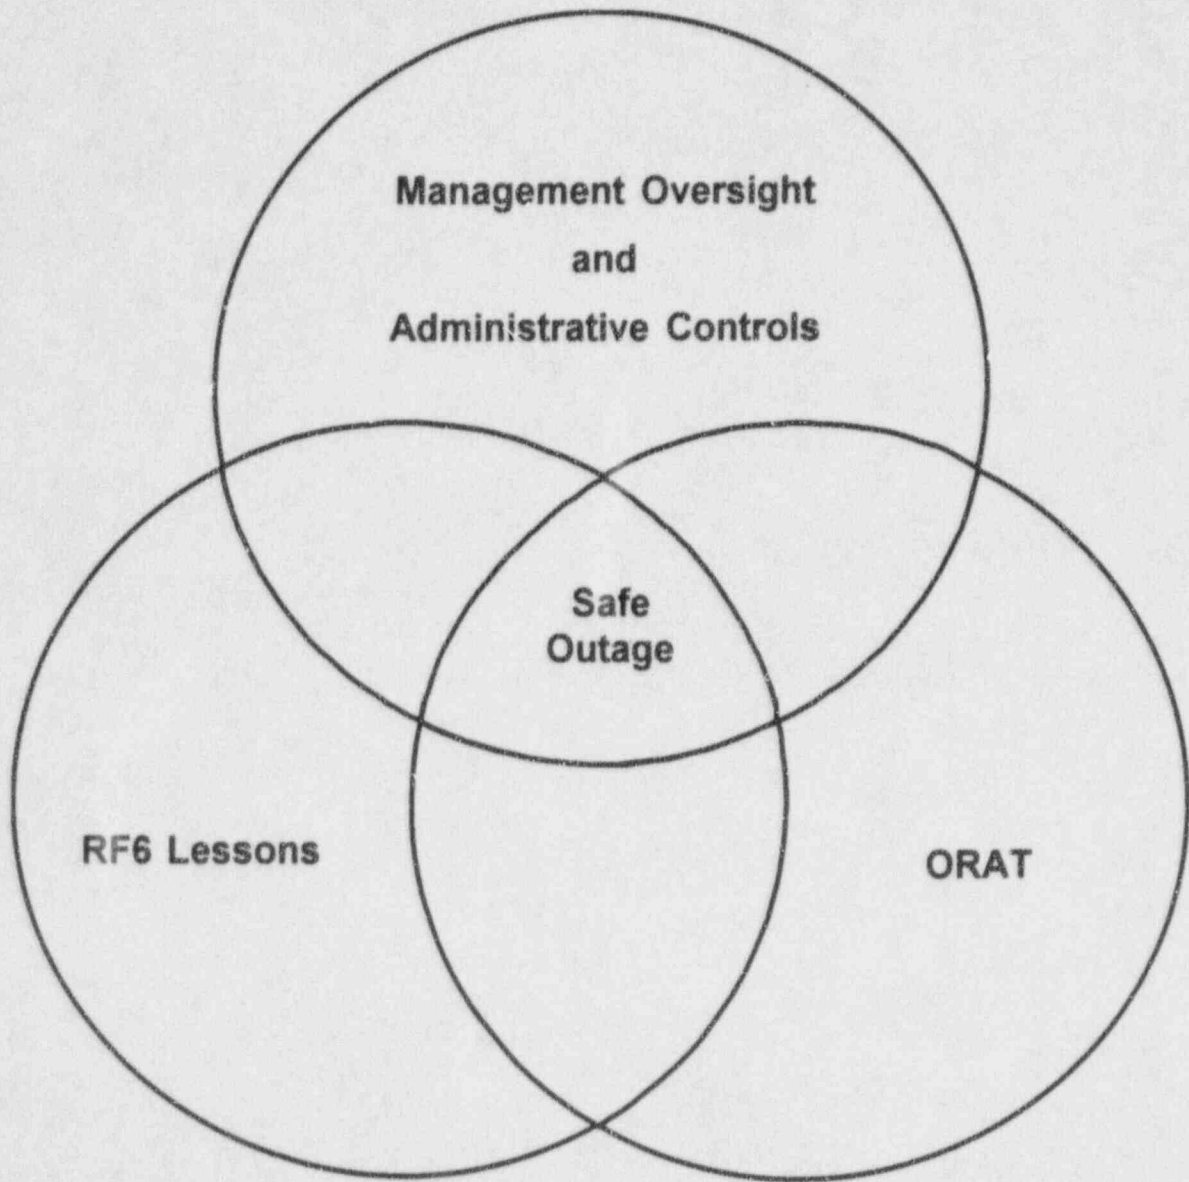 Management Oversight
and
Administrative Controls
Safe
Outage
RF6 Lessons
ORAT